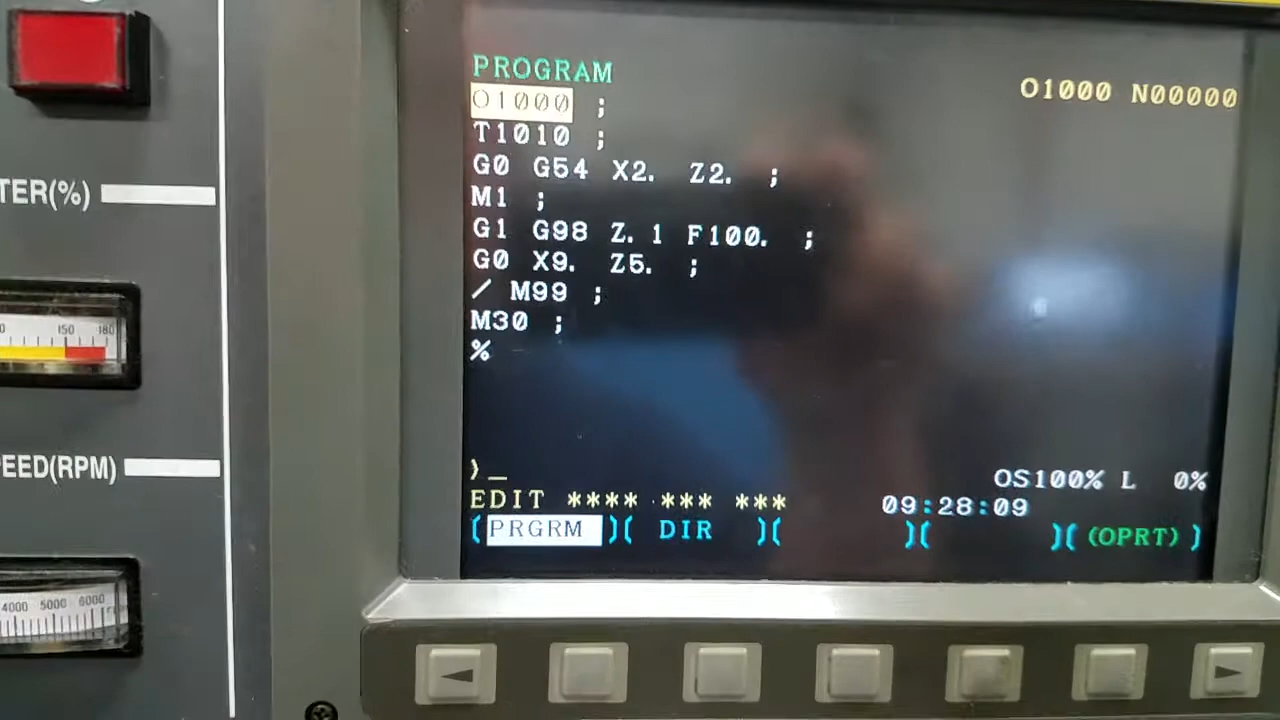 PROGRAM
O1000 N00000
O1000 ;
T1010 ;
G0 G54 X2. Z2. ;
M1 ;
G1 G98 Z.1 F100. ;
G0 X9. Z5. ;
/ M99 ;
M30 ;
%
)_
OS100% L 0%
EDIT **** *** ***
09:28:09
(PRGRM)( DIR )( )( )((OPRT))
TER(%)
150 180
EED(RPM)
4000 5000 6000